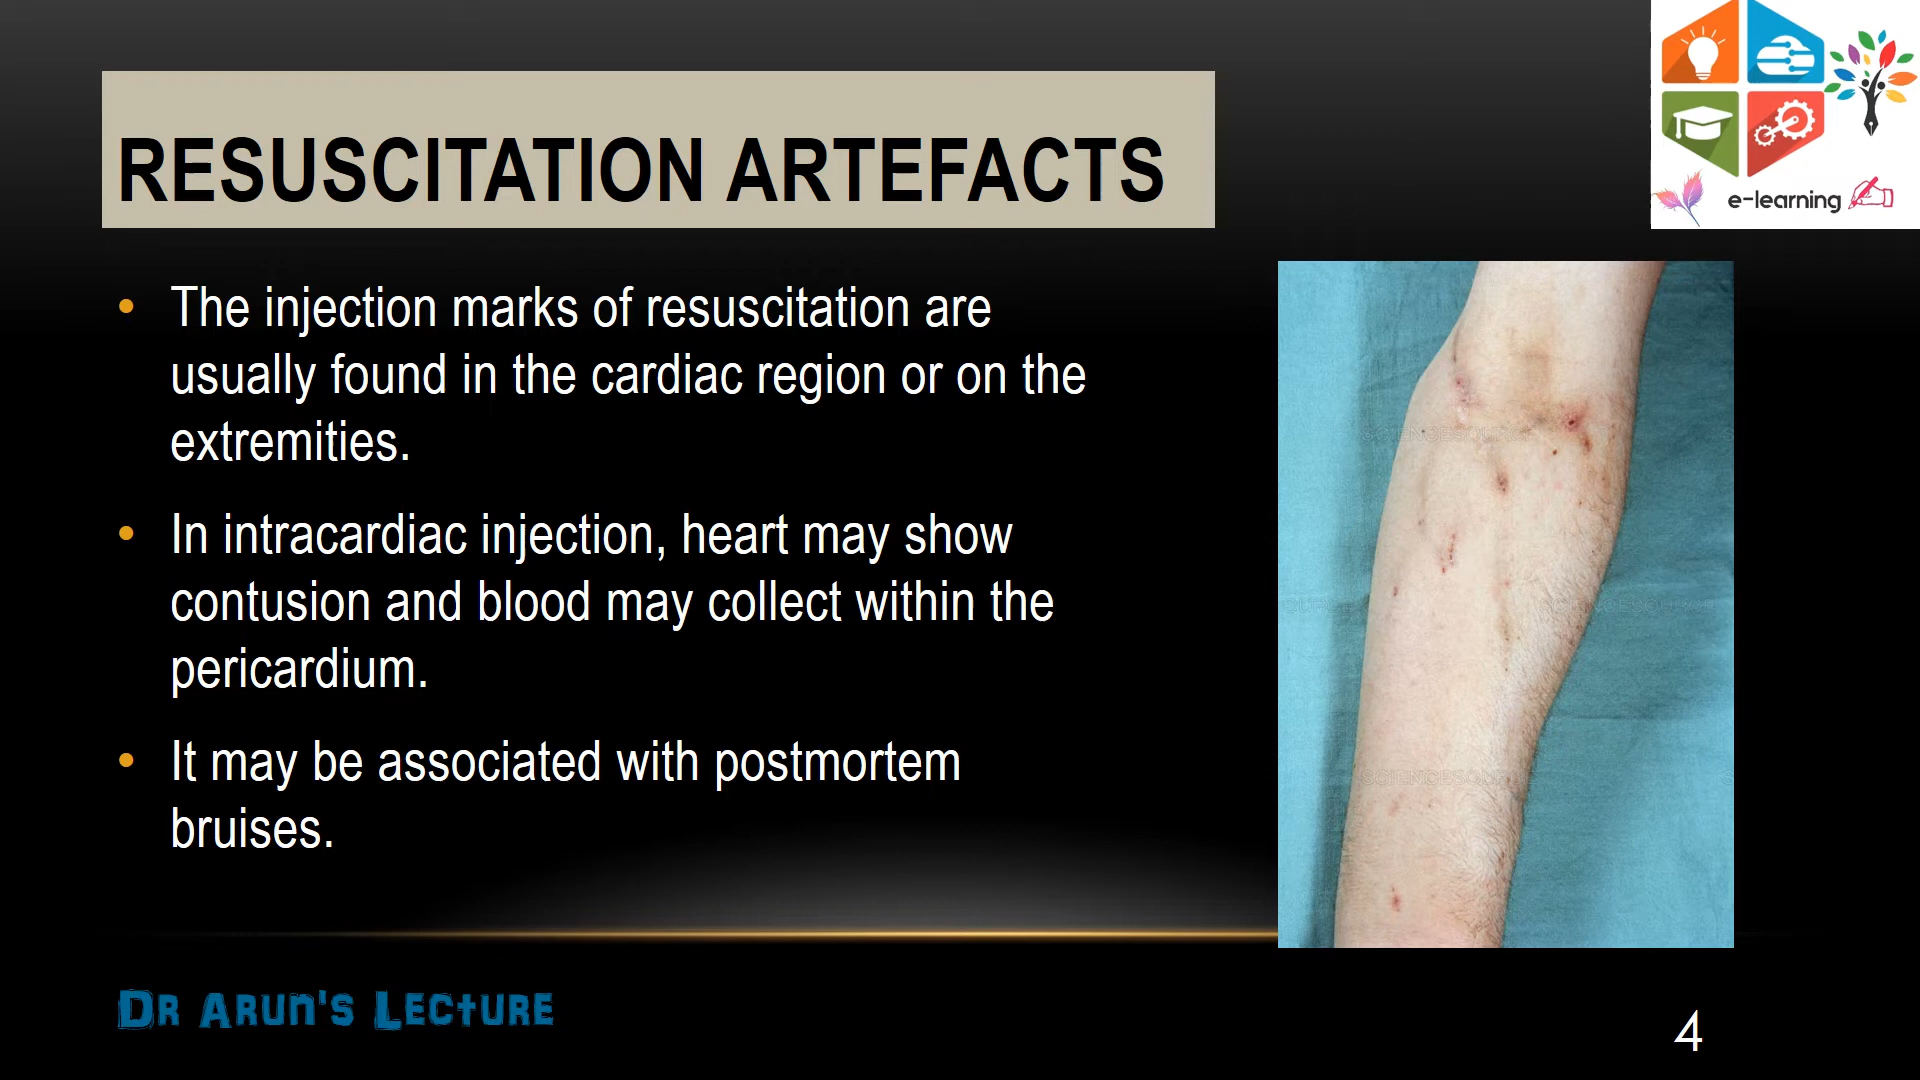 RESUSCITATION ARTEFACTS
e-learning
• The injection marks of resuscitation are
usually found in the cardiac region or on the
extremities.
• In intracardiac injection, heart may show
contusion and blood may collect within the
pericardium.
• It may be associated with postmortem
bruises.
Dr Arun's Lecture
4